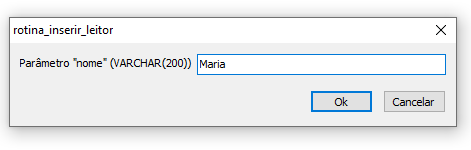 rotina_inserir_leitor
Parâmetro "nome" (VARCHAR(200)) Maria
Ok Cancelar